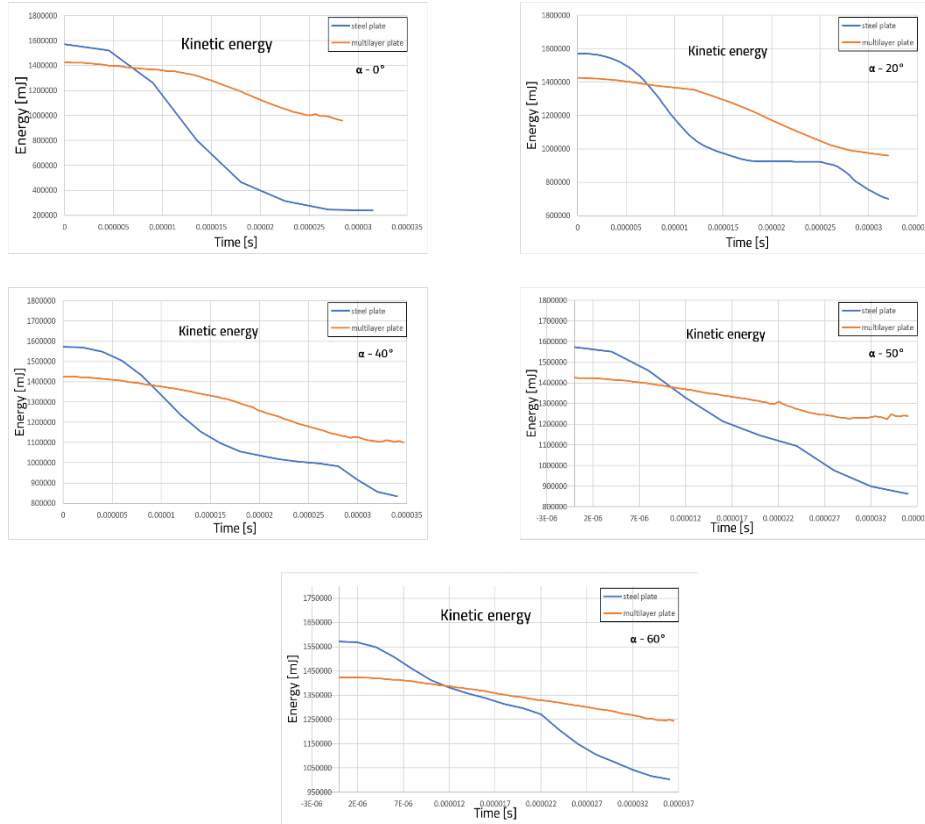 1800000
1600000
1400000
1200000
1000000
800000
600000
400000
200000
Energy [mJ]
Kinetic energy
steel plate
multilayer plate
α - 0°
0 0.000005 0.00001 0.000015 0.00002 0.000025 0.00003 0.000035
Time [s]
1800000
1600000
1400000
1200000
1000000
800000
600000
Energy [mJ]
Kinetic energy
steel plate
multilayer plate
α - 20°
0 0.000005 0.00001 0.000015 0.00002 0.000025 0.00003
Time [s]
1800000
1700000
1600000
1500000
1400000
1300000
1200000
1100000
1000000
900000
800000
Energy [mJ]
Kinetic energy
steel plate
multilayer plate
α - 40°
0 0.000005 0.00001 0.000015 0.00002 0.000025 0.00003 0.000035
Time [s]
1800000
1700000
1600000
1500000
1400000
1300000
1200000
1100000
1000000
900000
800000
Energy [mJ]
Kinetic energy
steel plate
multilayer plate
α - 50°
-3E-06 2E-06 7E-06 0.000012 0.000017 0.000022 0.000027 0.000032
Time [s]
1750000
1650000
1550000
1450000
1350000
1250000
1150000
1050000
950000
Energy [mJ]
Kinetic energy
steel plate
multilayer plate
α - 60°
-3E-06 2E-06 7E-06 0.000012 0.000017 0.000022 0.000027 0.000032 0.000037
Time [s]